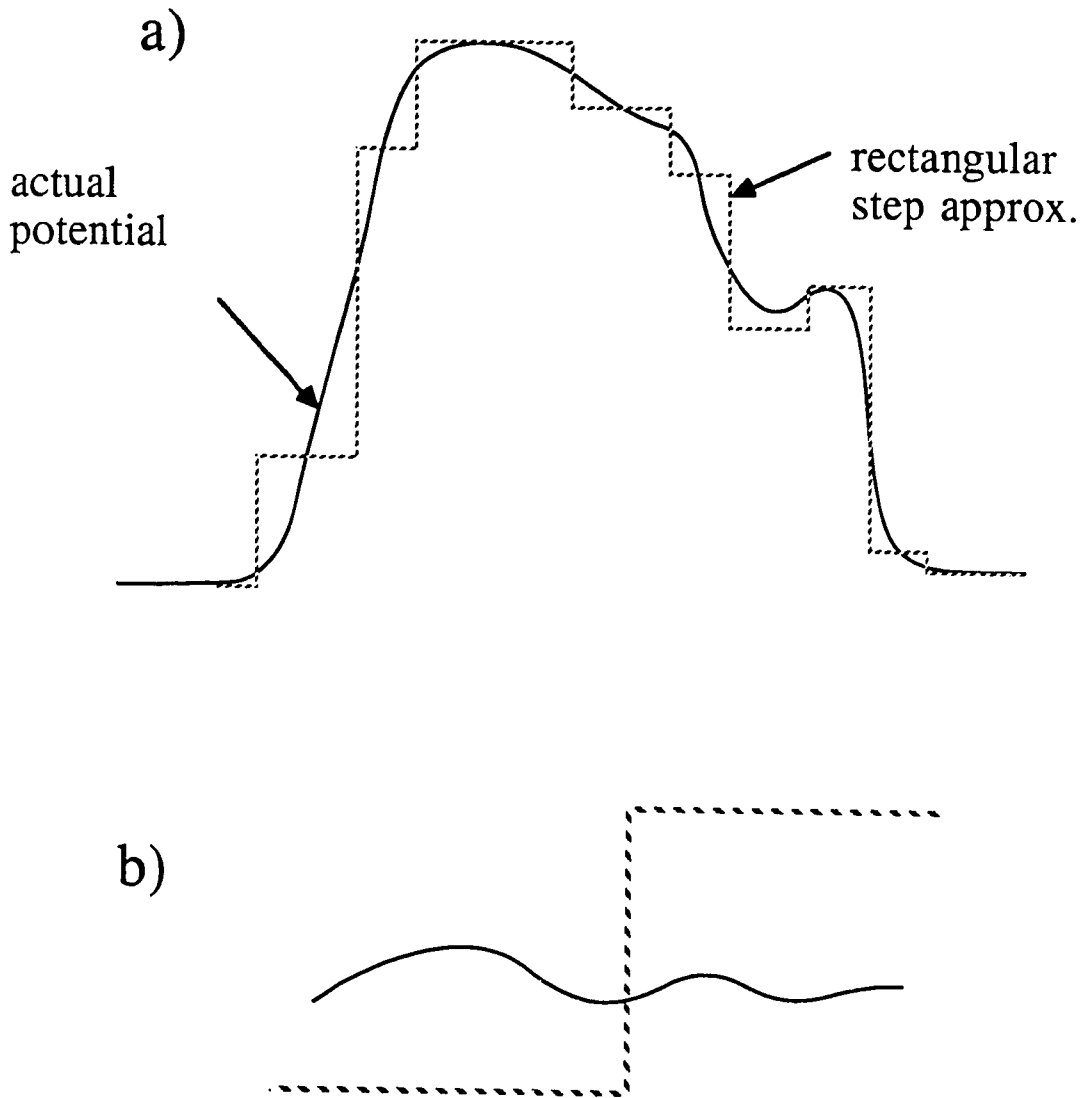 a)
actual
potential
rectangular
step approx.
b)